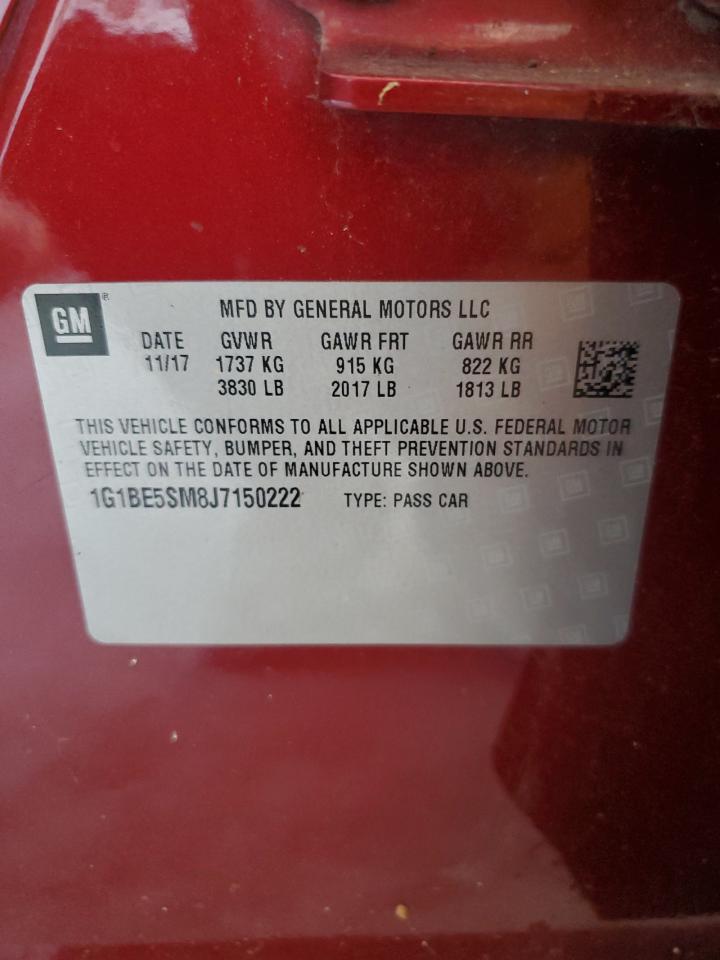 GM ®
MFD BY GENERAL MOTORS LLC
DATE GVWR GAWR FRT GAWR RR
11/17 1737 KG 915 KG 822 KG
3830 LB 2017 LB 1813 LB
THIS VEHICLE CONFORMS TO ALL APPLICABLE U.S. FEDERAL MOTOR
VEHICLE SAFETY, BUMPER, AND THEFT PREVENTION STANDARDS IN
EFFECT ON THE DATE OF MANUFACTURE SHOWN ABOVE.
1G1BE5SM8J7150222 TYPE: PASS CAR